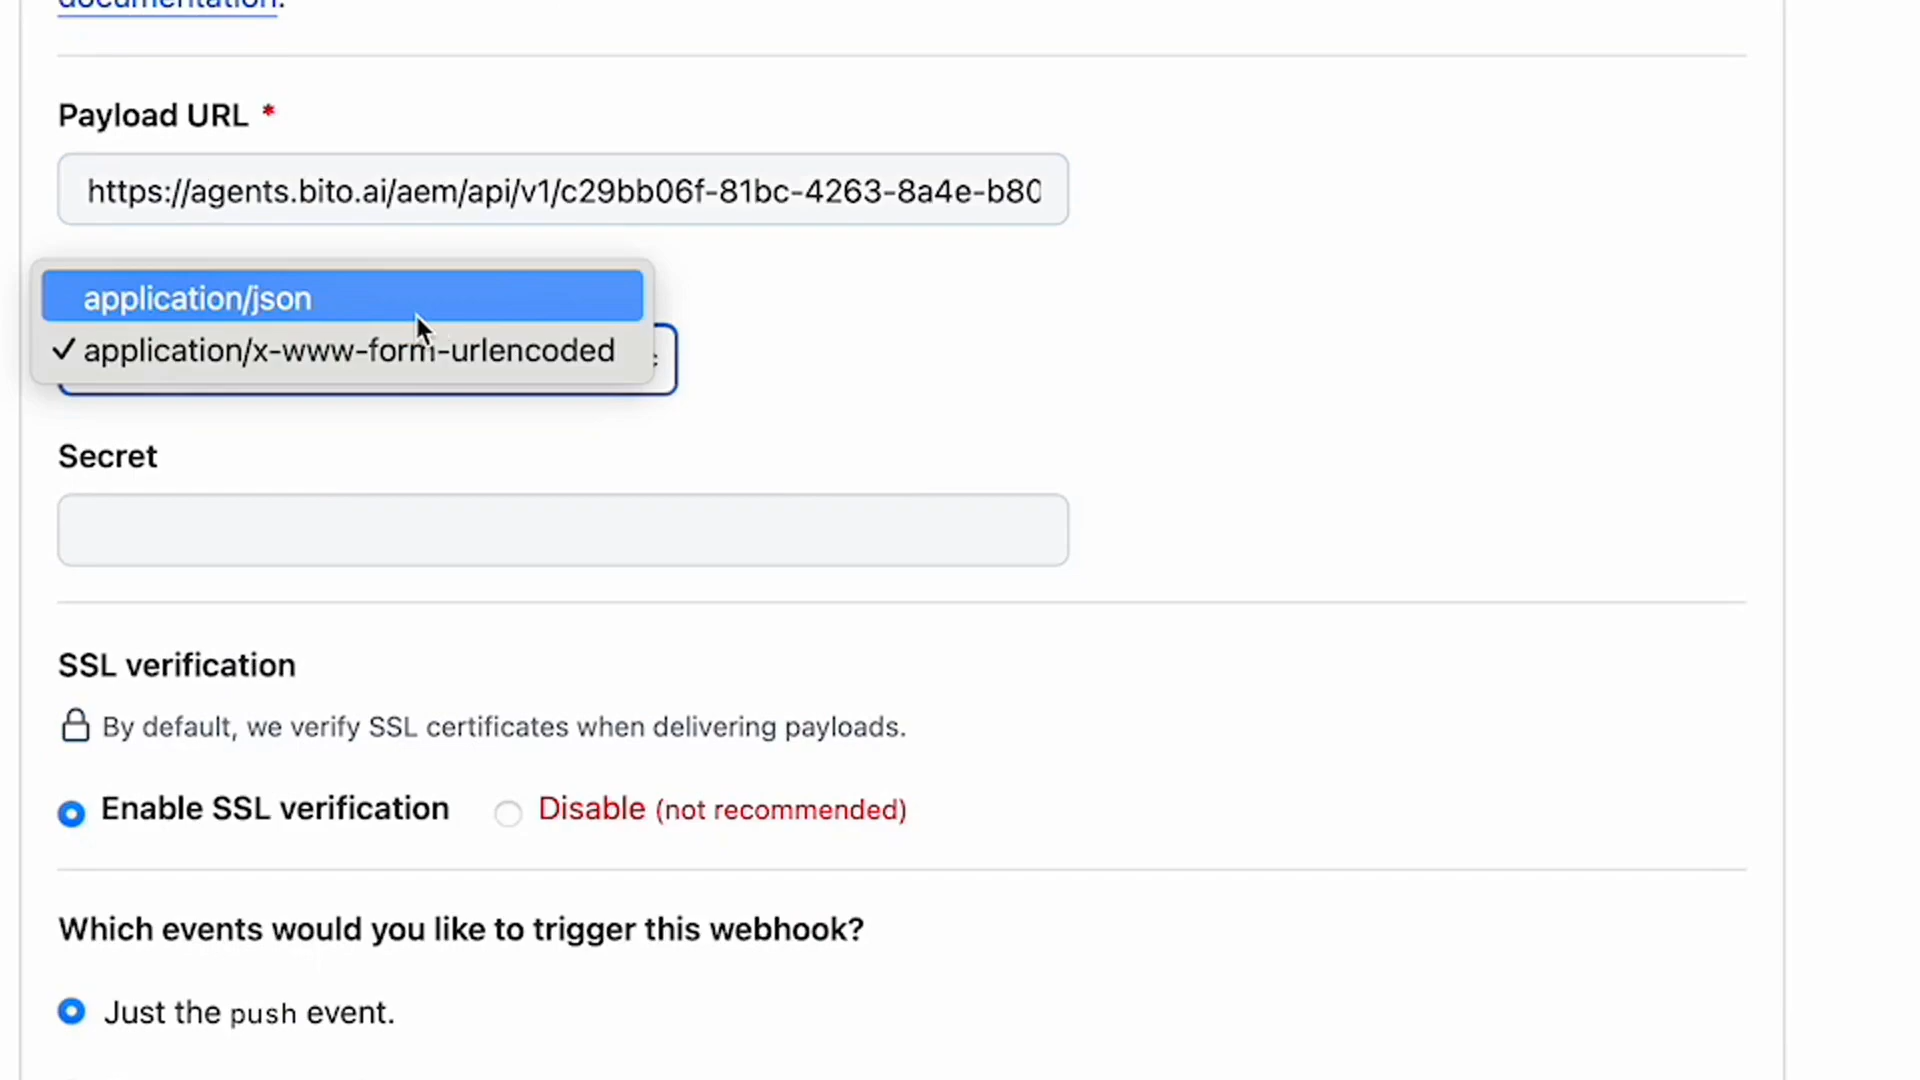 documentation.
Payload URL *
https://agents.bito.ai/aem/api/v1/c29bb06f-81bc-4263-8a4e-b80
application/json
✓ application/x-www-form-urlencoded
Secret
SSL verification
By default, we verify SSL certificates when delivering payloads.
Enable SSL verification Disable (not recommended)
Which events would you like to trigger this webhook?
Just the push event.